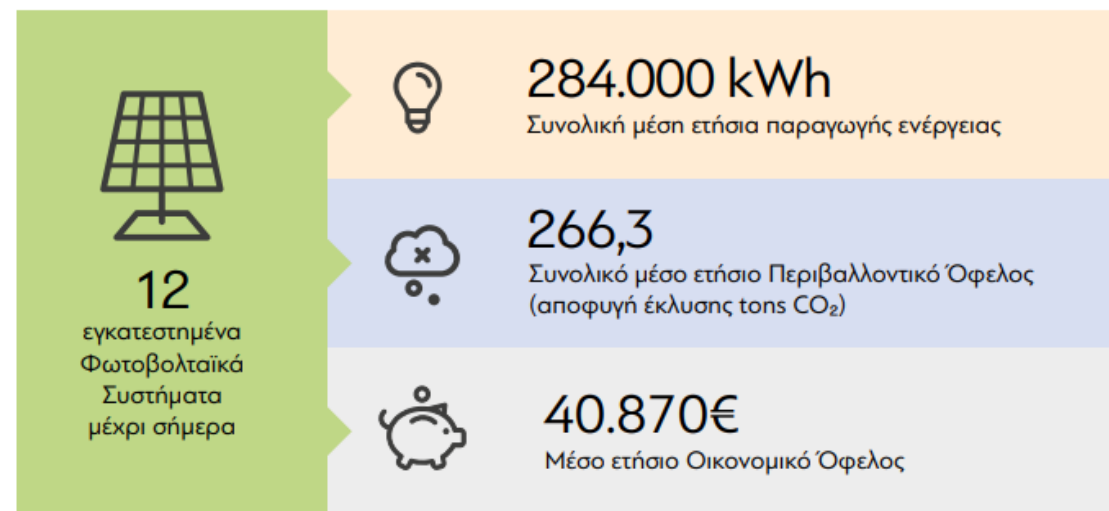 12
εγκατεστημένα
Φωτοβολταϊκά
Συστήματα
μέχρι σήμερα
284.000 kWh
Συνολική μέση ετήσια παραγωγής ενέργειας
266,3
Συνολικό μέσο ετήσιο Περιβαλλοντικό Όφελος
(αποφυγή έκλυσης tons CO₂)
40.870€
Μέσο ετήσιο Οικονομικό Όφελος